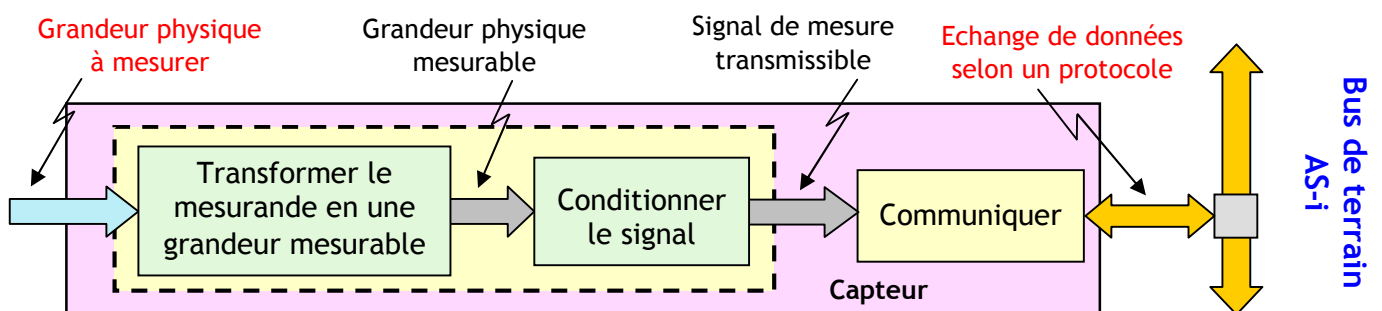 Grandeur physique
à mesurer
Grandeur physique
mesurable
Signal de mesure
transmissible
Echange de données
selon un protocole
Transformer le
mesurande en une
grandeur mesurable
Conditionner
le signal
Communiquer
Capteur
Bus de terrain
AS-i